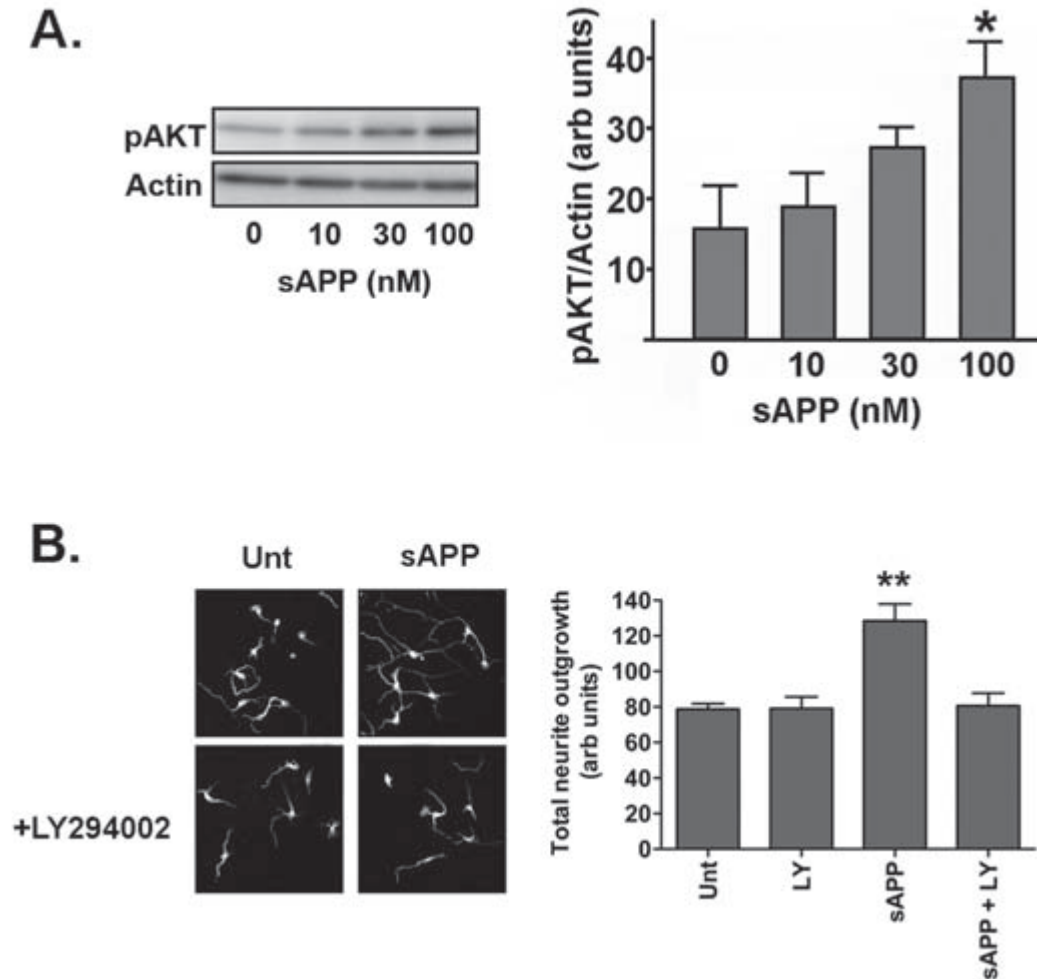 A.
pAKT
Actin
0 10 30 100
sAPP (nM)
pAKT/Actin (arb units)
40
30
20
10
*
0 10 30 100
sAPP (nM)
B.
Unt sAPP
+LY294002
Total neurite outgrowth
(arb units)
140
120
100
80
60
40
20
0
**
Unt
LY
sAPP
sAPP + LY